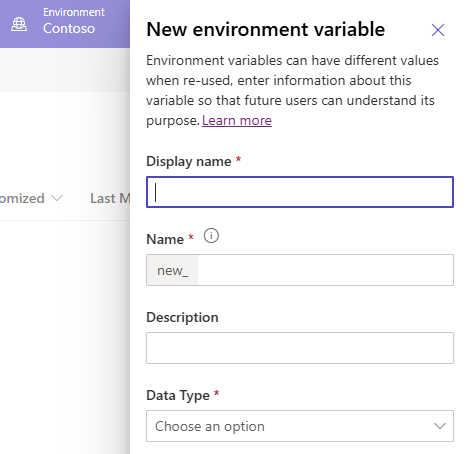 Environment
Contoso
New environment variable
Environment variables can have different values
when re-used, enter information about this
variable so that future users can understand its
purpose. Learn more
Display name *
omized
Last M
Name *
new_
Description
Data Type *
Choose an option